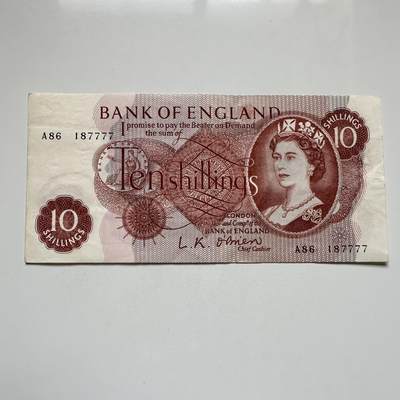 BANK OF ENGLAND
A86 187777
I promise to pay the Bearer on Demand
the sum of
10 SHILLINGS
Ten shillings
10 SHILLINGS
LONDON
BANK OF ENGLAND
L.K. O'Brien
Chief Cashier
A86 187777